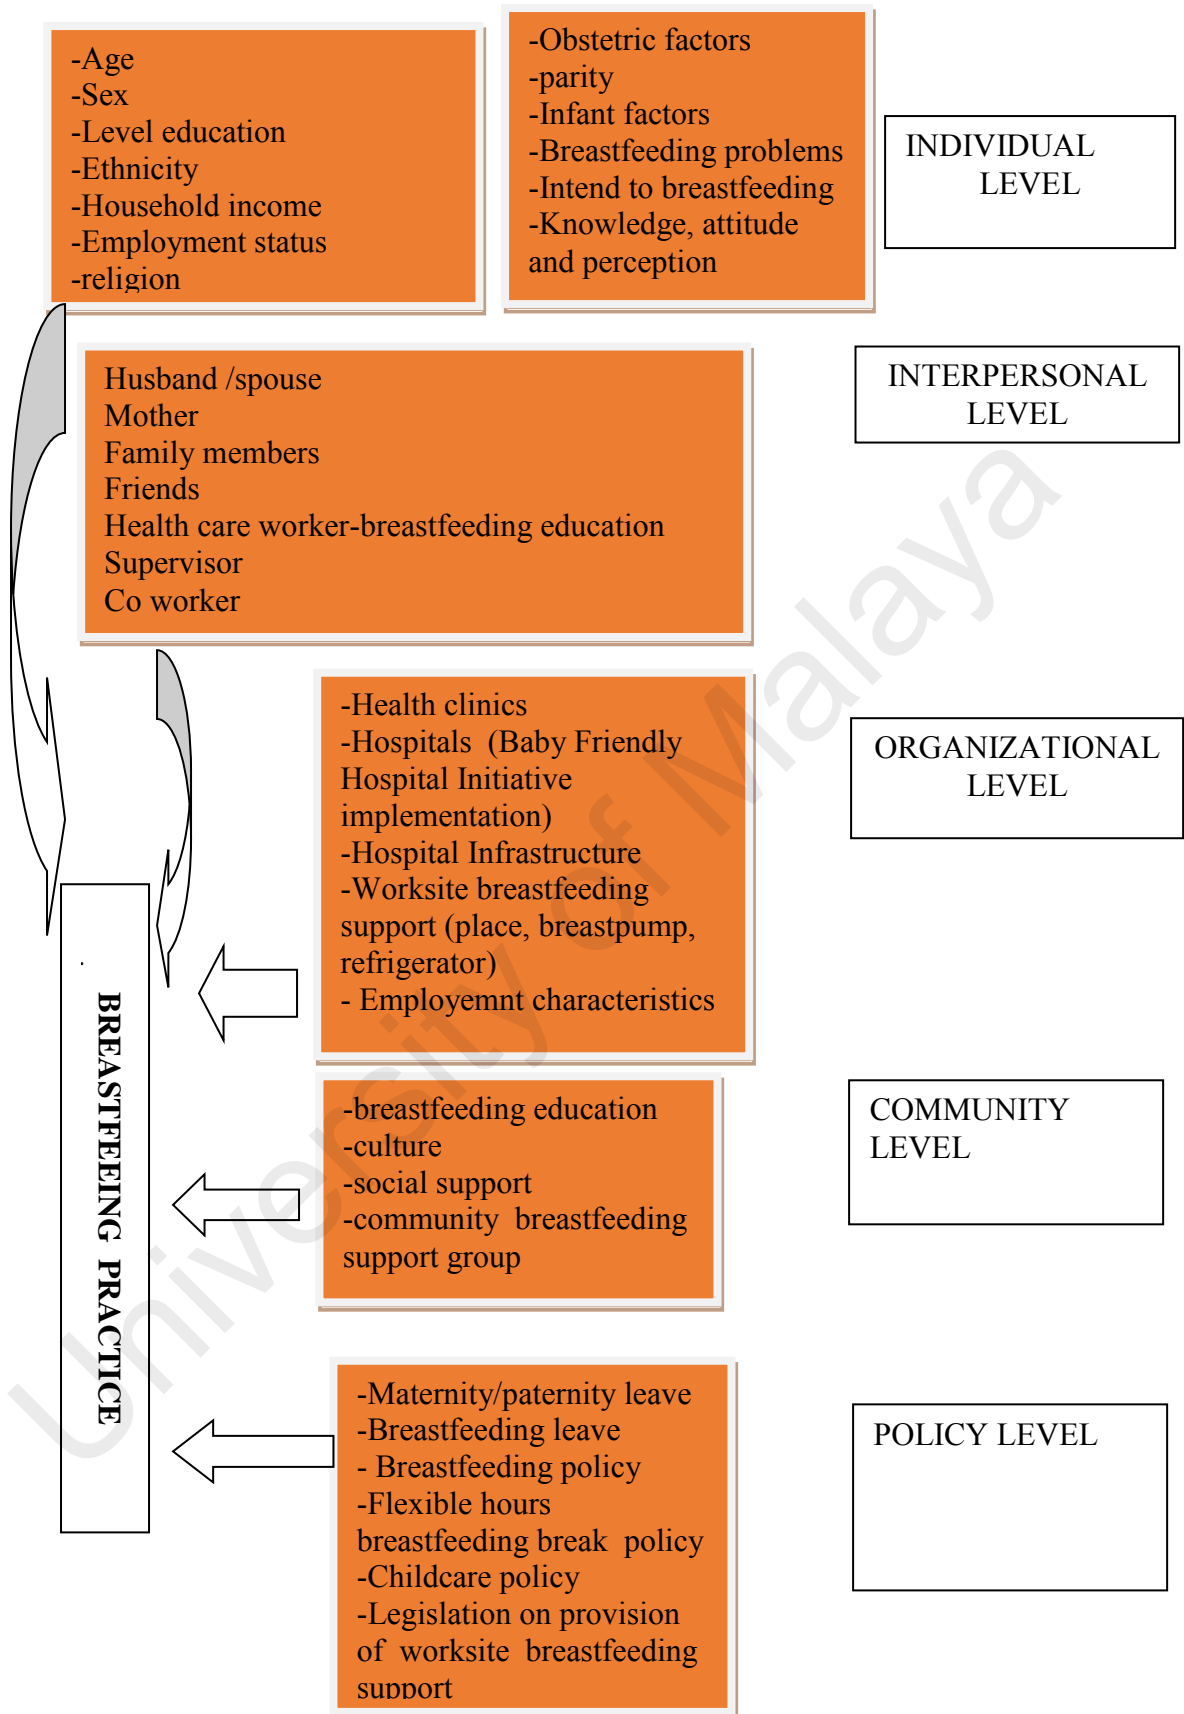 -Age
-Sex
-Level education
-Ethnicity
-Household income
-Employment status
-religion
-Obstetric factors
-parity
-Infant factors
-Breastfeeding problems
-Intend to breastfeeding
-Knowledge, attitude
and perception
INDIVIDUAL
LEVEL
Husband /spouse
Mother
Family members
Friends
Health care worker-breastfeeding education
Supervisor
Co worker
INTERPERSONAL
LEVEL
-Health clinics
-Hospitals (Baby Friendly
Hospital Initiative
implementation)
-Hospital Infrastructure
-Worksite breastfeeding
support (place, breastpump,
refrigerator)
- Employemnt characteristics
ORGANIZATIONAL
LEVEL
.
BREASTFEEING PRACTICE
-breastfeeding education
-culture
-social support
-community breastfeeding
support group
COMMUNITY
LEVEL
-Maternity/paternity leave
-Breastfeeding leave
- Breastfeeding policy
-Flexible hours
breastfeeding break policy
-Childcare policy
-Legislation on provision
of worksite breastfeeding
support
POLICY LEVEL
University of Malaya